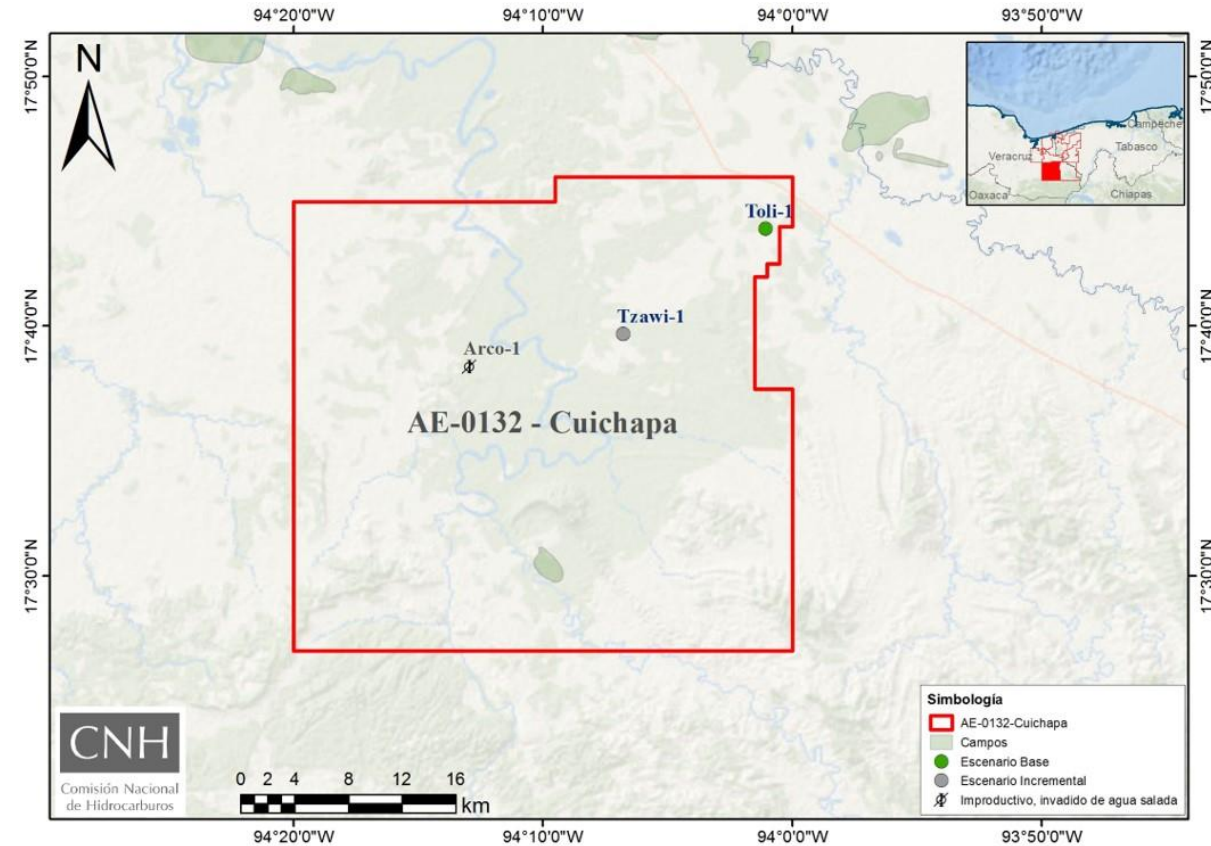 94°20'0"W
94°10'0"W
94°0'0"W
93°50'0"W
17°50'0"N
17°40'0"N
17°30'0"N
17°50'0"N
17°40'0"N
17°30'0"N
N
Campeche
Veracruz
Tabasco
Oaxaca
Chiapas
Toli-1
Tzawi-1
Arco-1
AE-0132 - Cuichapa
Simbología
AE-0132-Cuichapa
Campos
Escenario Base
Escenario Incremental
Improductivo, invadido de agua salada
CNH
Comisión Nacional
de Hidrocarburos
0 2 4 8 12 16
km
94°20'0"W
94°10'0"W
94°0'0"W
93°50'0"W